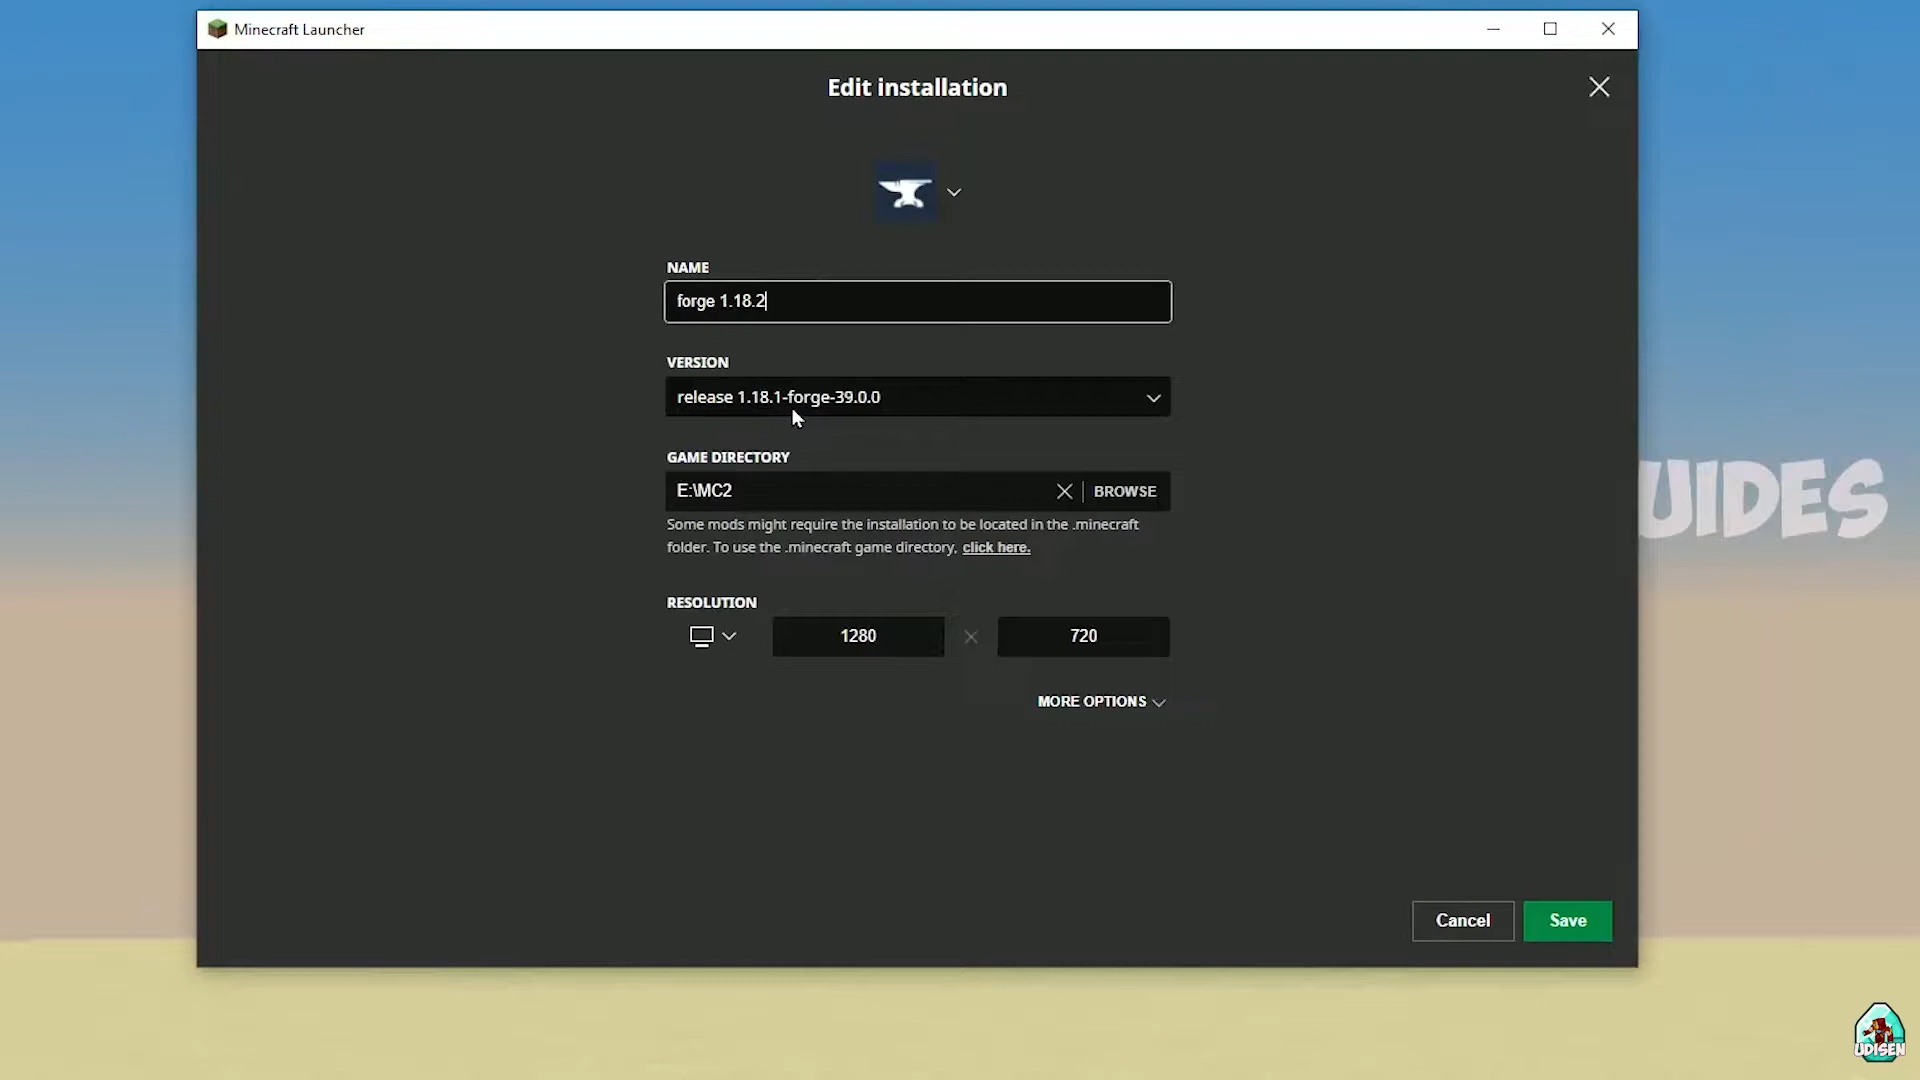 Minecraft Launcher
Edit installation
NAME
forge 1.18.2
VERSION
release 1.18.1-forge-39.0.0
GAME DIRECTORY
E:\MC2
BROWSE
Some mods might require the installation to be located in the .minecraft
folder. To use the .minecraft game directory, click here.
RESOLUTION
1280
720
MORE OPTIONS
Cancel
Save
UIDES
UDISEN